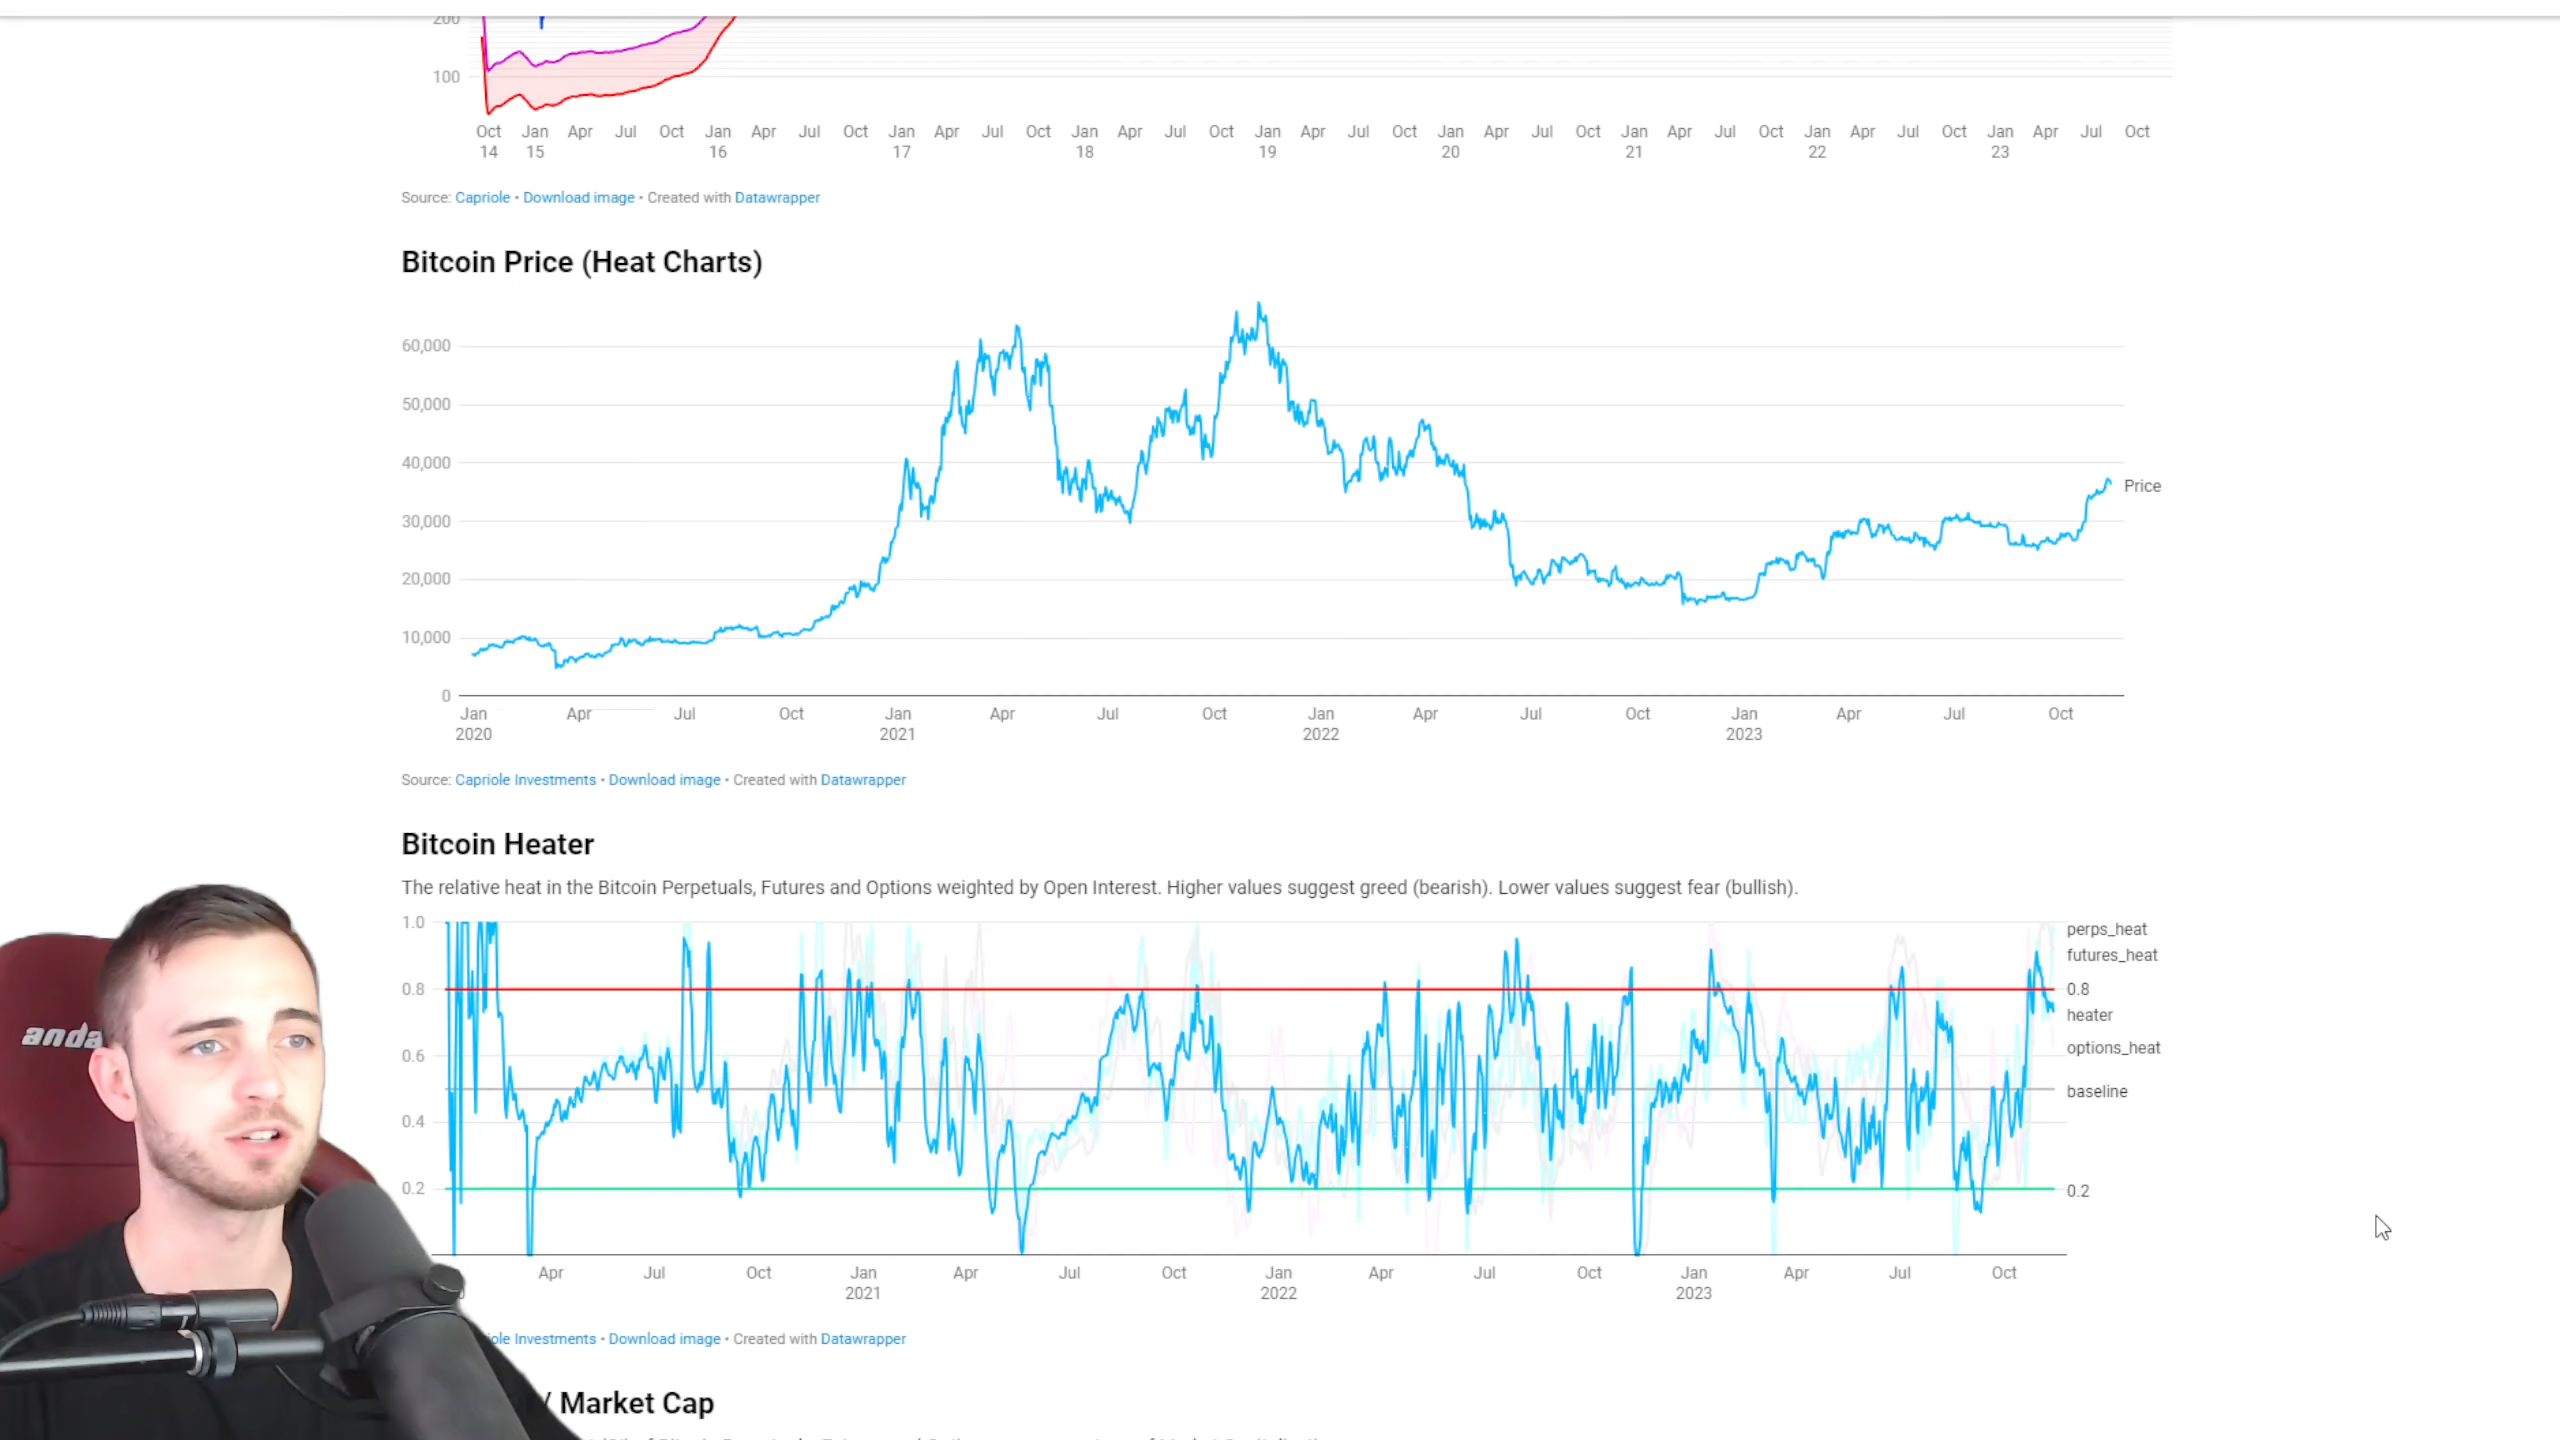 200
100
Oct Jan Apr Jul Oct Jan Apr Jul Oct Jan Apr Jul Oct Jan Apr Jul Oct Jan Apr Jul Oct Jan Apr Jul Oct Jan Apr Jul Oct Jan Apr Jul Oct Jan Apr Jul Oct
14 15 16 17 18 19 20 21 22 23
Source: Capriole • Download image • Created with Datawrapper
Bitcoin Price (Heat Charts)
60,000
50,000
40,000
Price
30,000
20,000
10,000
0
Jan Apr Jul Oct Jan Apr Jul Oct Jan Apr Jul Oct Jan Apr Jul Oct
2020 2021 2022 2023
Source: Capriole Investments • Download image • Created with Datawrapper
Bitcoin Heater
The relative heat in the Bitcoin Perpetuals, Futures and Options weighted by Open Interest. Higher values suggest greed (bearish). Lower values suggest fear (bullish).
1.0
perps_heat
futures_heat
0.8 0.8
heater
options_heat
0.6
baseline
0.4
0.2 0.2
anda
Apr Jul Oct Jan Apr Jul Oct Jan Apr Jul Oct Jan Apr Jul Oct
2021 2022 2023
ole Investments • Download image • Created with Datawrapper
/ Market Cap